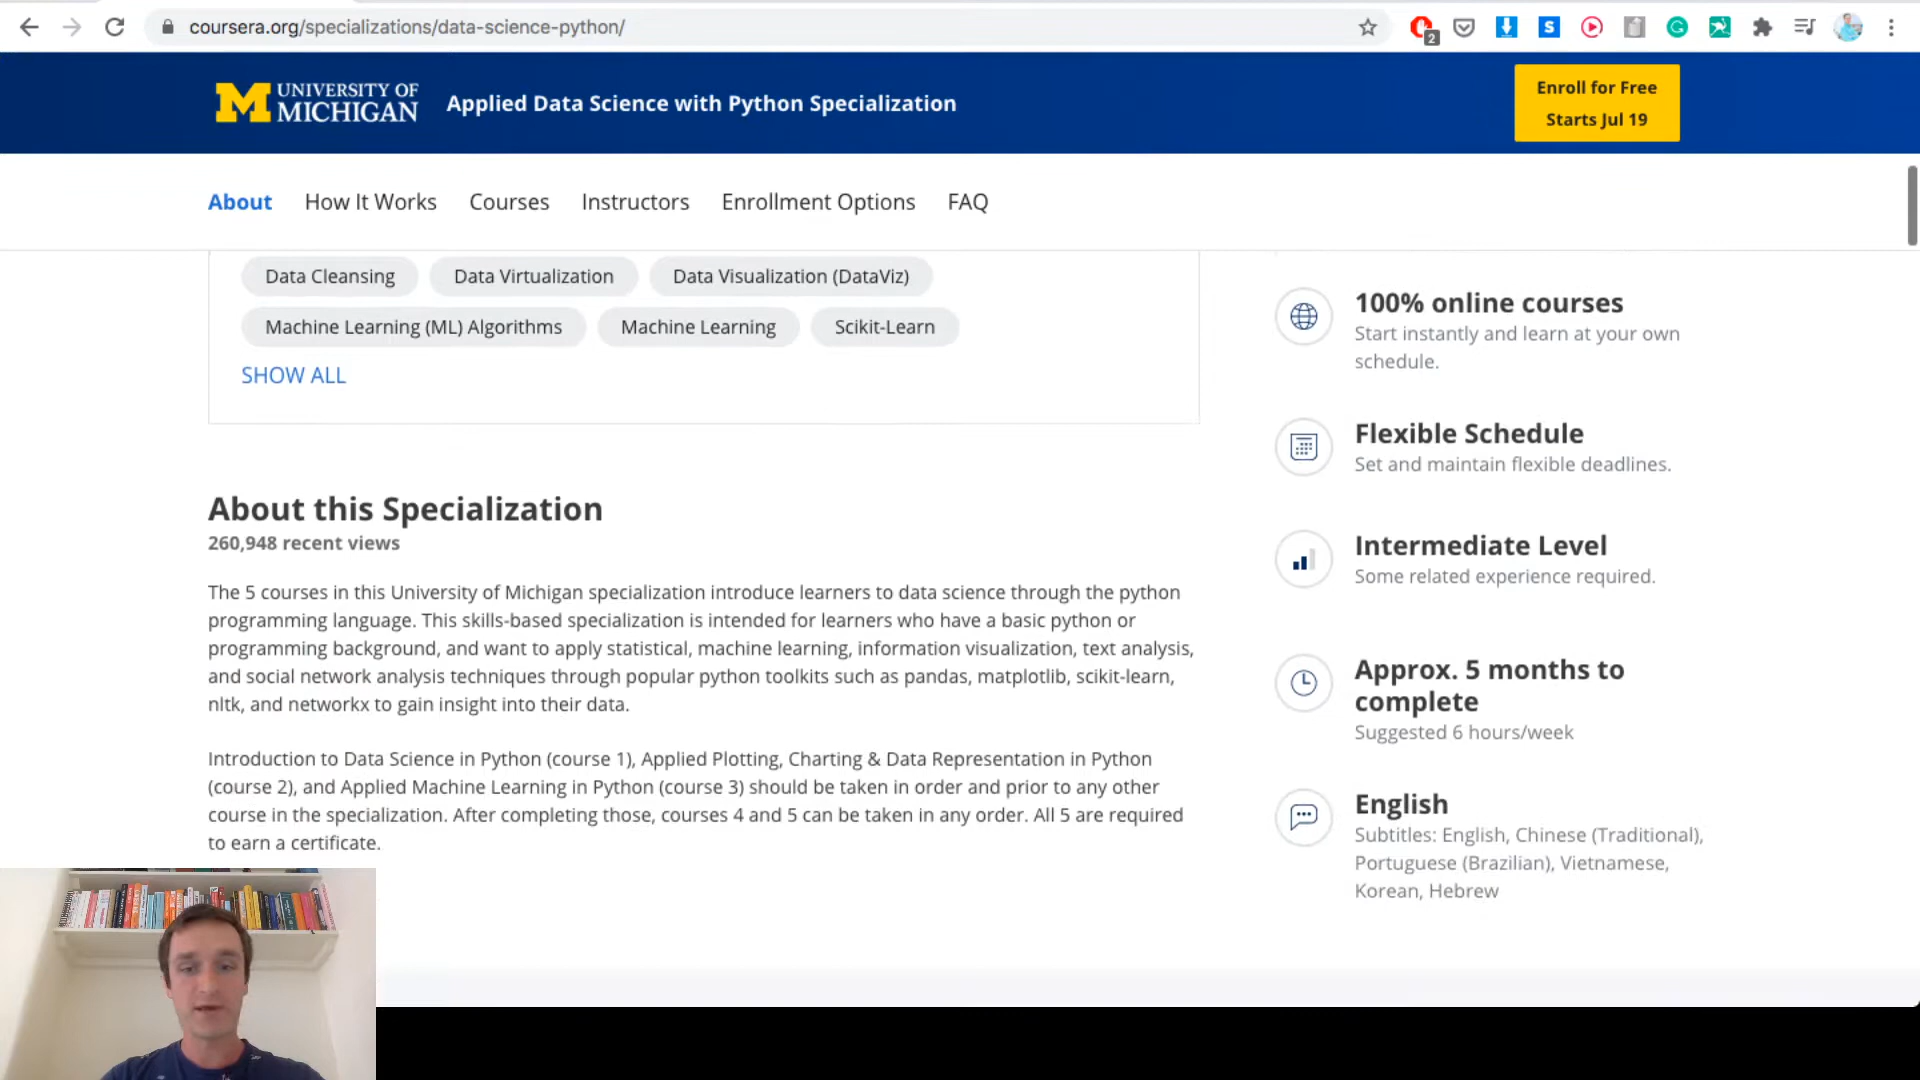 coursera.org/specializations/data-science-python/
2
S
G
M UNIVERSITY OF
MICHIGAN
Applied Data Science with Python Specialization
Enroll for Free
Starts Jul 19
About How It Works Courses Instructors Enrollment Options FAQ
Data Cleansing Data Virtualization Data Visualization (DataViz)
Machine Learning (ML) Algorithms Machine Learning Scikit-Learn
SHOW ALL
About this Specialization
260,948 recent views
The 5 courses in this University of Michigan specialization introduce learners to data science through the python
programming language. This skills-based specialization is intended for learners who have a basic python or
programming background, and want to apply statistical, machine learning, information visualization, text analysis,
and social network analysis techniques through popular python toolkits such as pandas, matplotlib, scikit-learn,
nltk, and networkx to gain insight into their data.
Introduction to Data Science in Python (course 1), Applied Plotting, Charting & Data Representation in Python
(course 2), and Applied Machine Learning in Python (course 3) should be taken in order and prior to any other
course in the specialization. After completing those, courses 4 and 5 can be taken in any order. All 5 are required
to earn a certificate.
100% online courses
Start instantly and learn at your own
schedule.
Flexible Schedule
Set and maintain flexible deadlines.
Intermediate Level
Some related experience required.
Approx. 5 months to
complete
Suggested 6 hours/week
English
Subtitles: English, Chinese (Traditional),
Portuguese (Brazilian), Vietnamese,
Korean, Hebrew